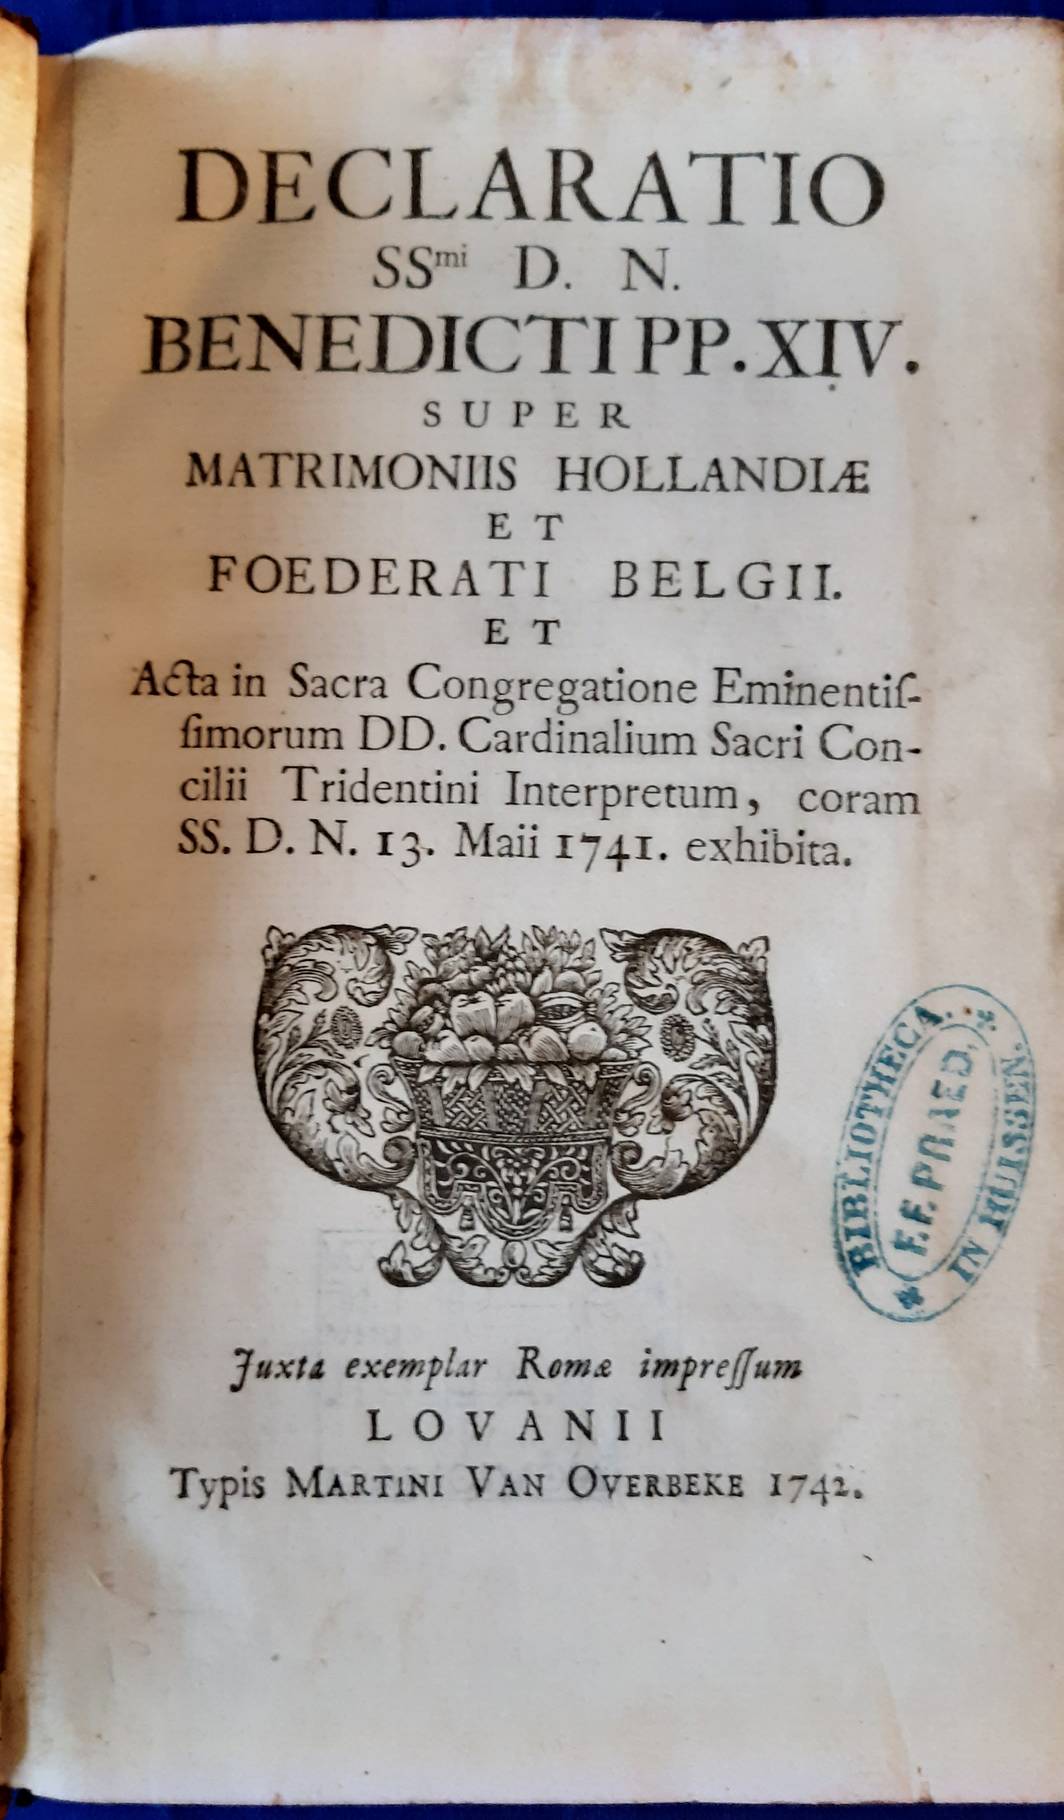 DECLARATIO
SSmi D. N.
BENEDICTI PP. XIV.
SUPER
MATRIMONIIS HOLLANDIÆ
ET
FOEDERATI BELGII.
ET
Acta in Sacra Congregatione Eminentiſ-
ſimorum DD. Cardinalium Sacri Con-
cilii Tridentini Interpretum, coram
SS. D. N. 13. Maii 1741. exhibita.
BIBLIOTHECA.
F.F. PRAED.
IN HUISSEN.
Juxta exemplar Romæ impreſſum
LOVANII
Typis MARTINI VAN OVERBEKE 1742.